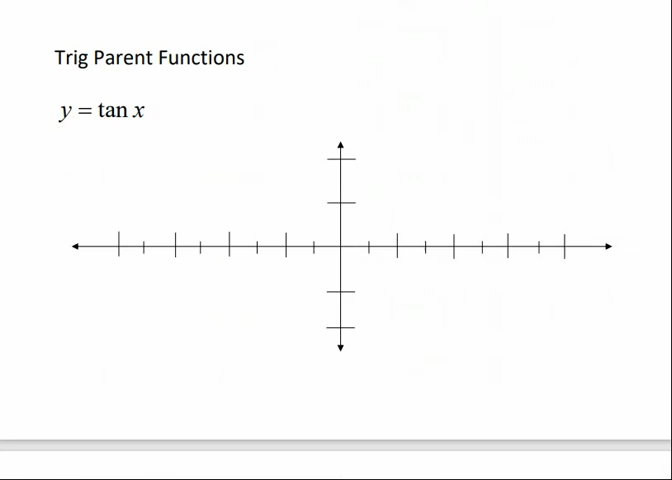 Trig Parent Functions
y = tan x